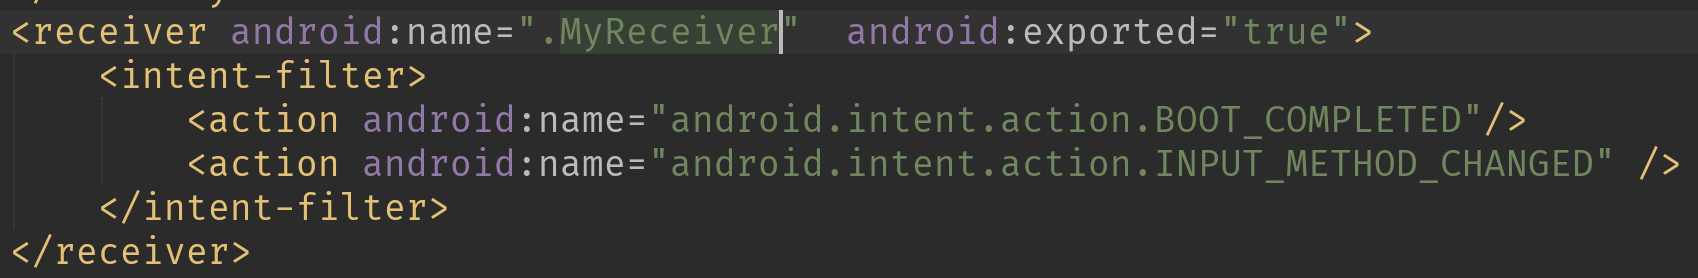 <receiver android:name=".MyReceiver"  android:exported="true">
    <intent-filter>
        <action android:name="android.intent.action.BOOT_COMPLETED"/>
        <action android:name="android.intent.action.INPUT_METHOD_CHANGED" />
    </intent-filter>
</receiver>